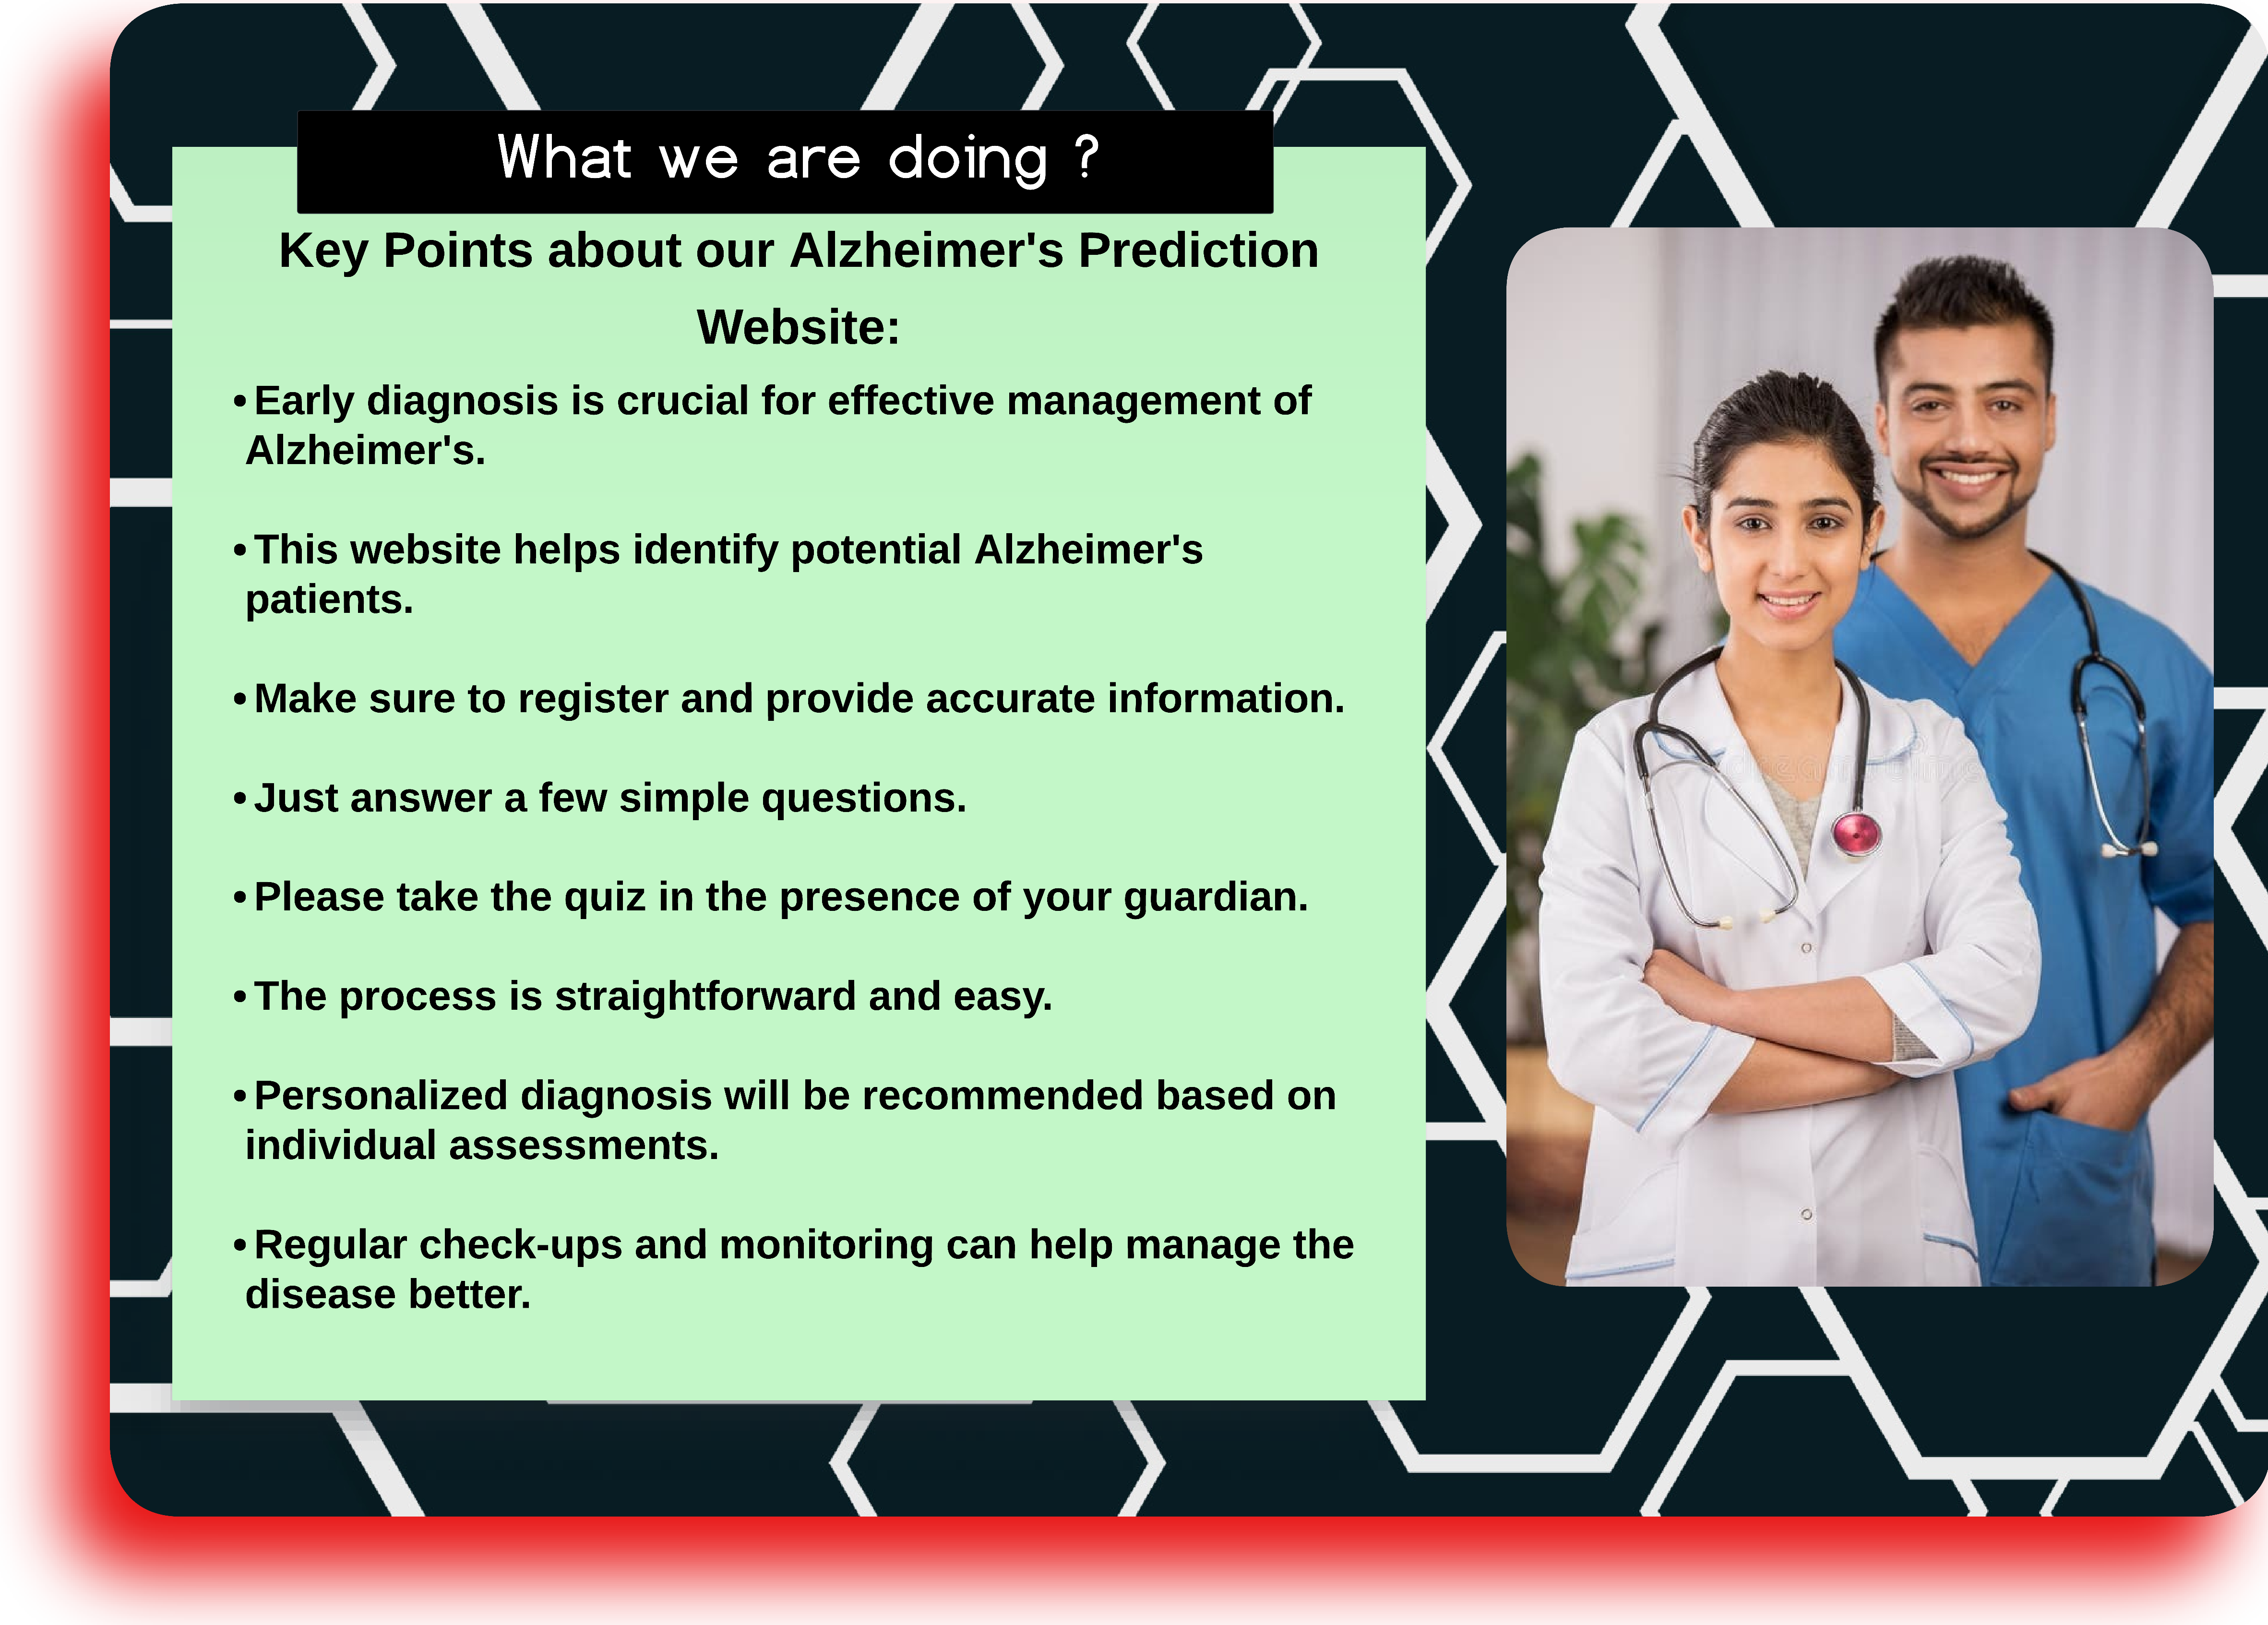 What we are doing ?
Key Points about our Alzheimer's Prediction
Website:
•Early diagnosis is crucial for effective management of
Alzheimer's.
•This website helps identify potential Alzheimer's
patients.
•Make sure to register and provide accurate information.
•Just answer a few simple questions.
•Please take the quiz in the presence of your guardian.
•The process is straightforward and easy.
•Personalized diagnosis will be recommended based on
individual assessments.
•Regular check-ups and monitoring can help manage the
disease better.